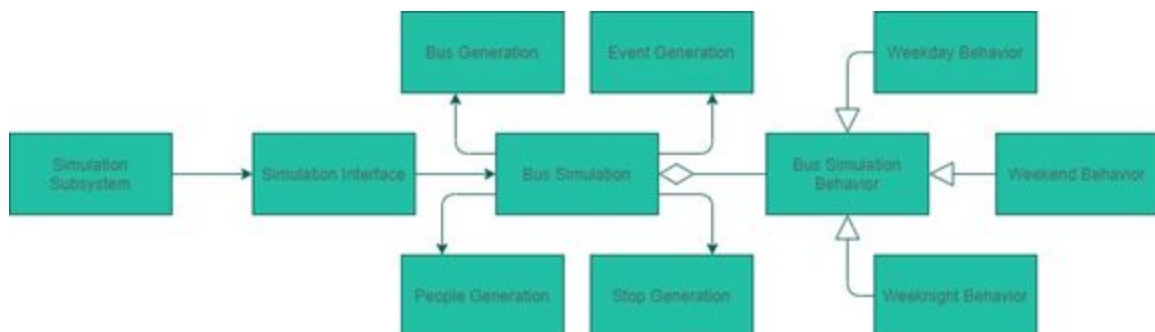 Bus Generation
Event Generation
Weekday Behavior
Simulation
Subsystem
Simulation Interface
Bus Simulation
Bus Simulation
Behavior
Weekend Behavior
People Generation
Stop Generation
Weeknight Behavior